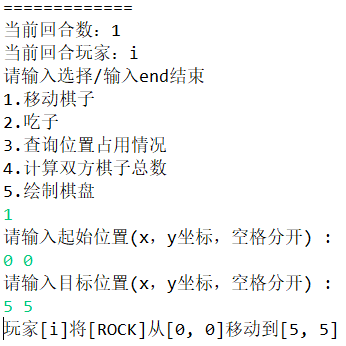 =============
当前回合数：1
当前回合玩家：i
请输入选择/输入end结束
1.移动棋子
2.吃子
3.查询位置占用情况
4.计算双方棋子总数
5.绘制棋盘
1
请输入起始位置(x，y坐标，空格分开) :
0 0
请输入目标位置(x，y坐标，空格分开) :
5 5
玩家[i]将[ROCK]从[0, 0]移动到[5, 5]